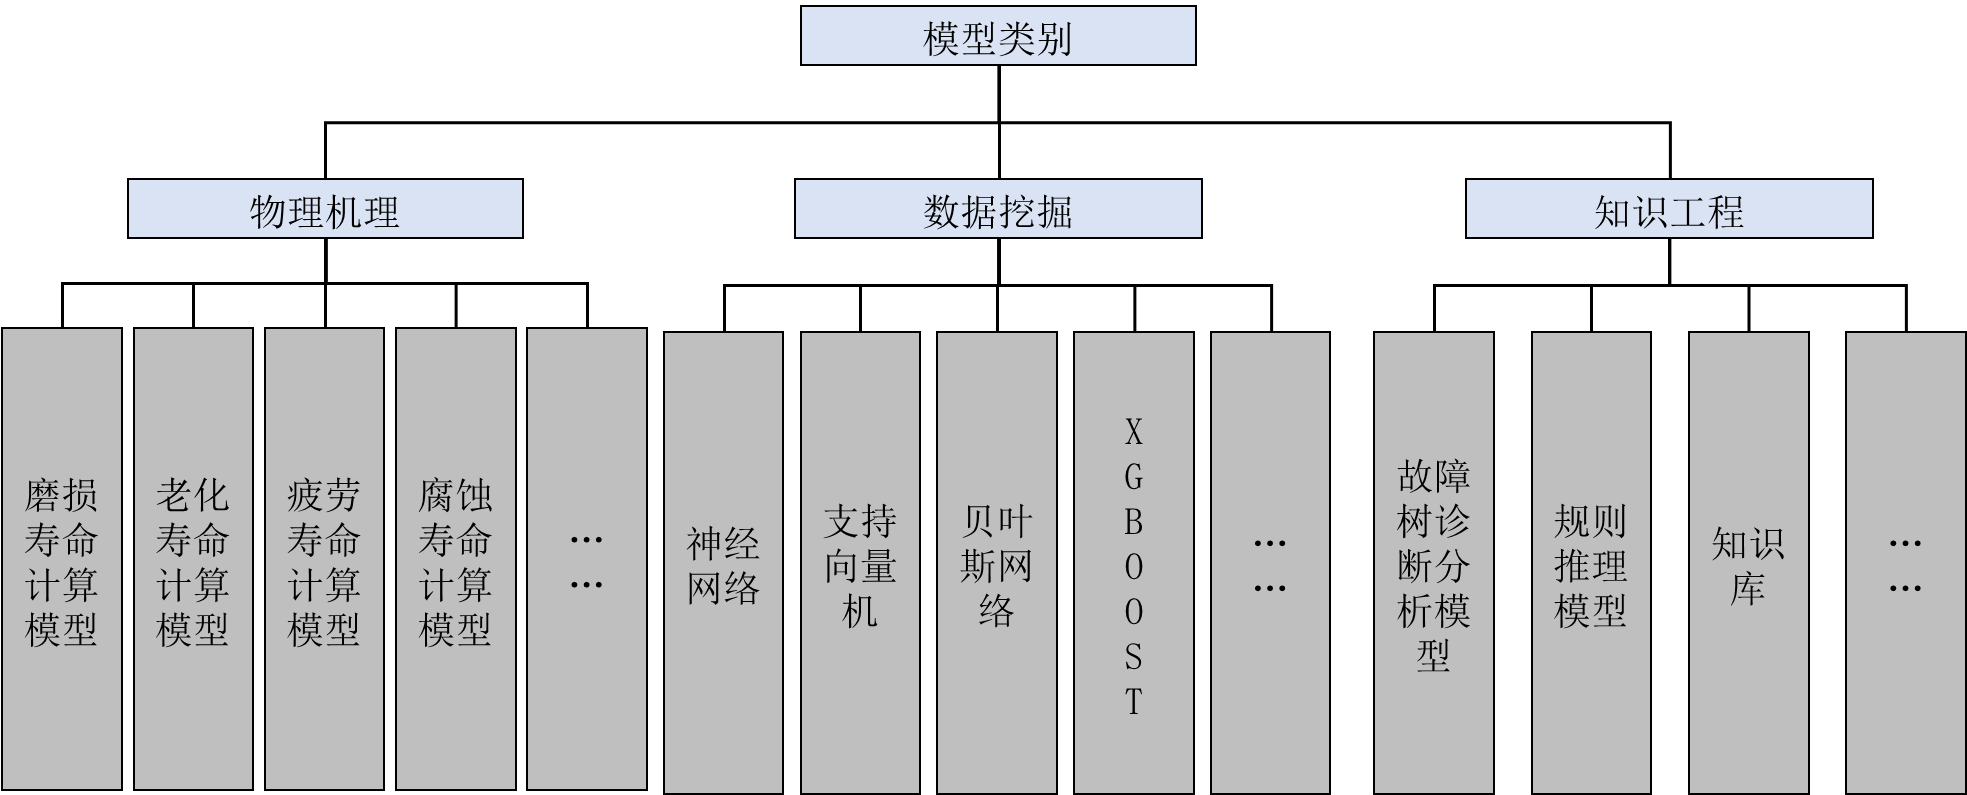 模型类别
物理机理
数据挖掘
知识工程
磨损
寿命
计算
模型
老化
寿命
计算
模型
疲劳
寿命
计算
模型
腐蚀
寿命
计算
模型
…
…
神经
网络
支持
向量
机
贝叶
斯网
络
X
G
B
O
O
S
T
…
…
故障
树诊
断分
析模
型
规则
推理
模型
知识
库
…
…